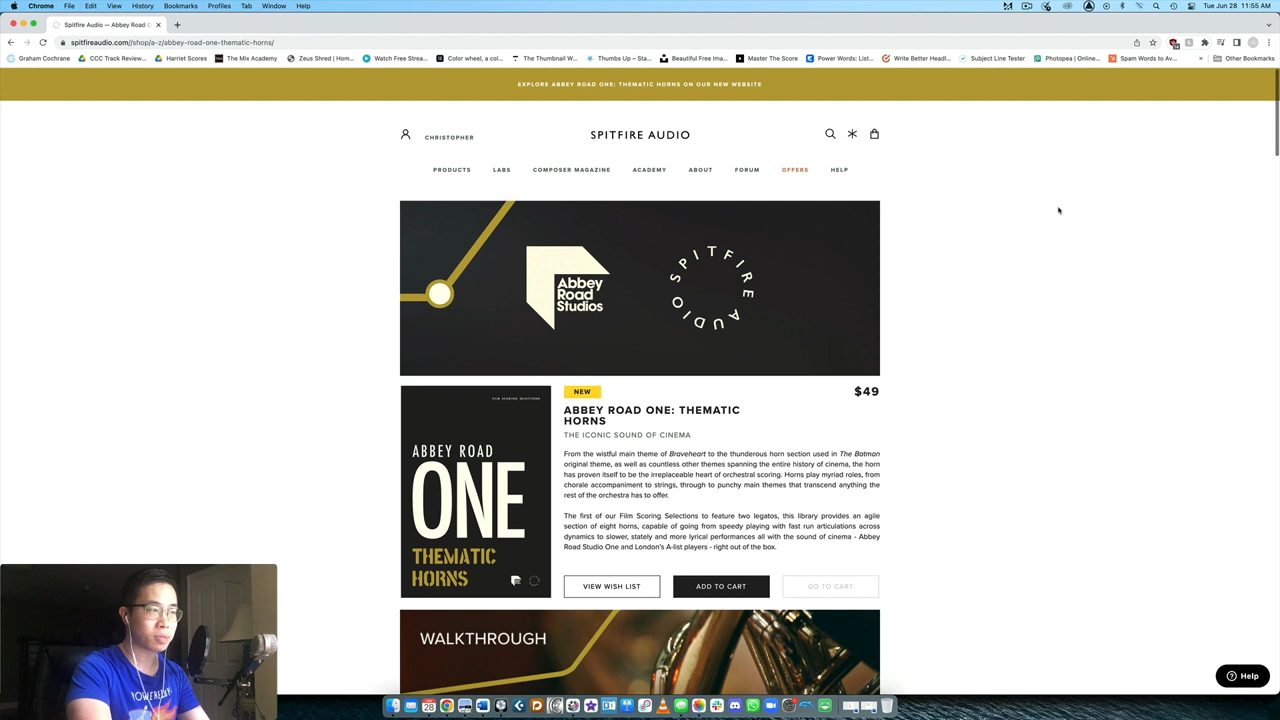 Chrome File Edit View History Bookmarks Profiles Tab Window Help Tue Jun 28 11:55 AM
Spitfire Audio — Abbey Road O
spitfireaudio.com//shop/a-z/abbey-road-one-thematic-horns/
Graham Cochrane CCC Track Review... Harriet Scores The Mix Academy Zeus Shred | Hom... Watch Free Strea... Color wheel, a col... The Thumbnail W... Thumbs Up – Sta... Beautiful Free Ima... Master The Score Power Words: List... Write Better Headl... Subject Line Tester Photopea | Online... Spam Words to Av... » Other Bookmarks
EXPLORE ABBEY ROAD ONE: THEMATIC HORNS ON OUR NEW WEBSITE
CHRISTOPHER
SPITFIRE AUDIO
PRODUCTS LABS COMPOSER MAGAZINE ACADEMY ABOUT FORUM OFFERS HELP
Abbey
Road
Studios
SPITFIRE AUDIO
FILM SCORING SELECTIONS
ABBEY ROAD
ONE
THEMATIC
HORNS
NEW
$49
ABBEY ROAD ONE: THEMATIC
HORNS
THE ICONIC SOUND OF CINEMA
From the wistful main theme of Braveheart to the thunderous horn section used in The Batman
original theme, as well as countless other themes spanning the entire history of cinema, the horn
has proven itself to be the irreplaceable heart of orchestral scoring. Horns play myriad roles, from
chorale accompaniment to strings, through to punchy main themes that transcend anything the
rest of the orchestra has to offer.
The first of our Film Scoring Selections to feature two legatos, this library provides an agile
section of eight horns, capable of going from speedy playing with fast run articulations across
dynamics to slower, stately and more lyrical performances all with the sound of cinema - Abbey
Road Studio One and London's A-list players - right out of the box.
VIEW WISH LIST ADD TO CART GO TO CART
WALKTHROUGH
Help